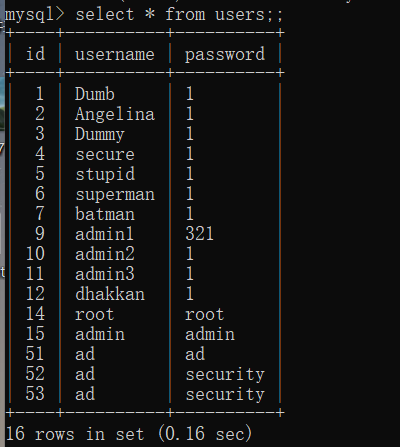 mysql> select * from users;;
+----+----------+----------+
| id | username | password |
+----+----------+----------+
| 1 | Dumb | 1 |
| 2 | Angelina | 1 |
| 3 | Dummy | 1 |
| 4 | secure | 1 |
| 5 | stupid | 1 |
| 6 | superman | 1 |
| 7 | batman | 1 |
| 9 | admin1 | 321 |
| 10 | admin2 | 1 |
| 11 | admin3 | 1 |
| 12 | dhakkan | 1 |
| 14 | root | root |
| 15 | admin | admin |
| 51 | ad | ad |
| 52 | ad | security |
| 53 | ad | security |
+----+----------+----------+
16 rows in set (0.16 sec)